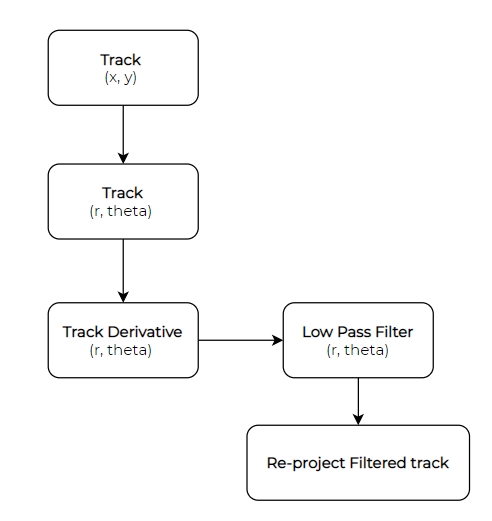 Track
(x, y)
Track
(r, theta)
Track Derivative
(r, theta)
Low Pass Filter
(r, theta)
Re-project Filtered track